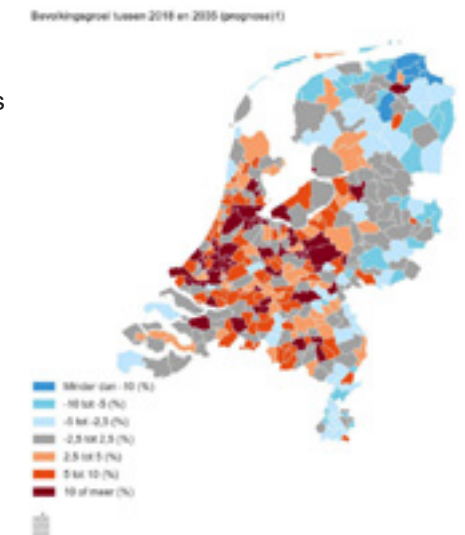 s
Bevolkingsgroei tussen 2018 en 2035 (prognose)1)
Minder dan -10 (%)
-10 tot -5 (%)
-5 tot -2,5 (%)
-2,5 tot 2,5 (%)
2,5 tot 5 (%)
5 tot 10 (%)
10 of meer (%)